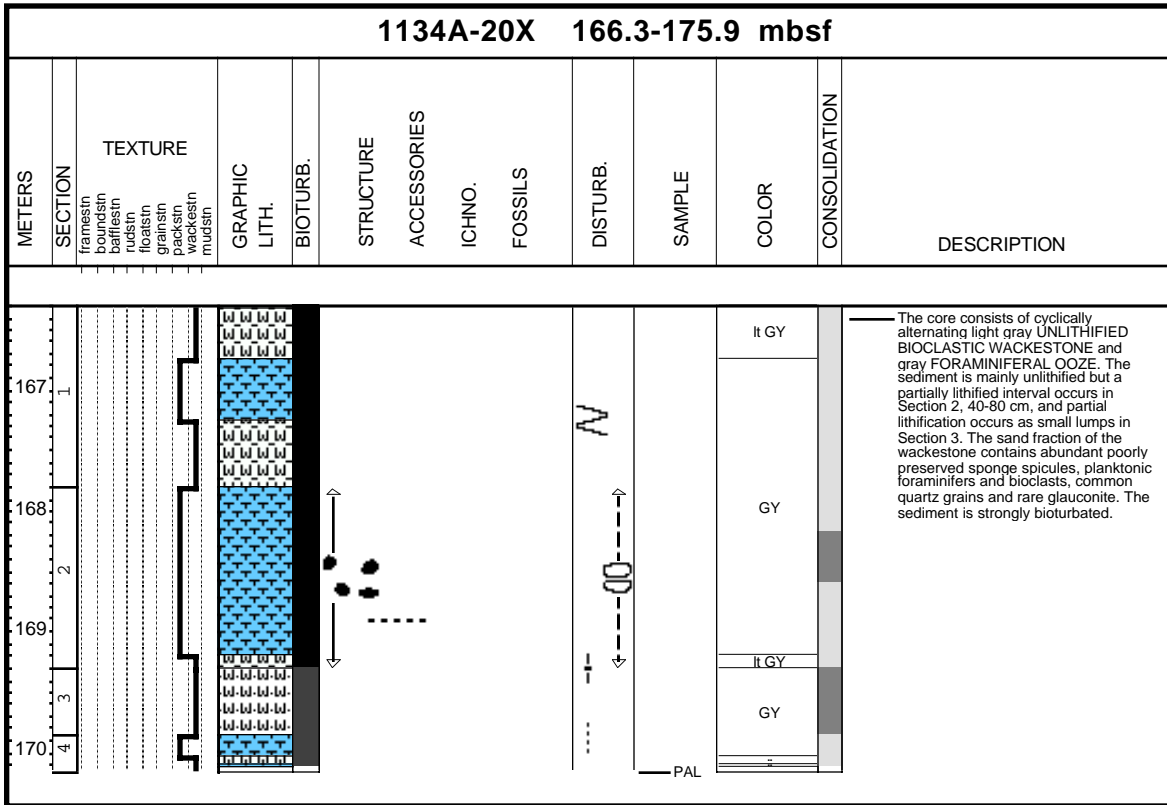 1134A-20X 166.3-175.9 mbsf
METERS
SECTION
TEXTURE
framestn
boundstn
bafflestn
rudstn
floatstn
grainstn
packstn
wackestn
mudstn
GRAPHIC
LITH.
BIOTURB.
STRUCTURE
ACCESSORIES
ICHNO.
FOSSILS
DISTURB.
SAMPLE
COLOR
CONSOLIDATION
DESCRIPTION
167
168
169
170
1
2
3
4
PAL
lt GY
GY
lt GY
GY
The core consists of cyclically
alternating light gray UNLITHIFIED
BIOCLASTIC WACKESTONE and
gray FORAMINIFERAL OOZE. The
sediment is mainly unlithified but a
partially lithified interval occurs in
Section 2, 40-80 cm, and partial
lithification occurs as small lumps in
Section 3. The sand fraction of the
wackestone contains abundant poorly
preserved sponge spicules, planktonic
foraminifers and bioclasts, common
quartz grains and rare glauconite. The
sediment is strongly bioturbated.